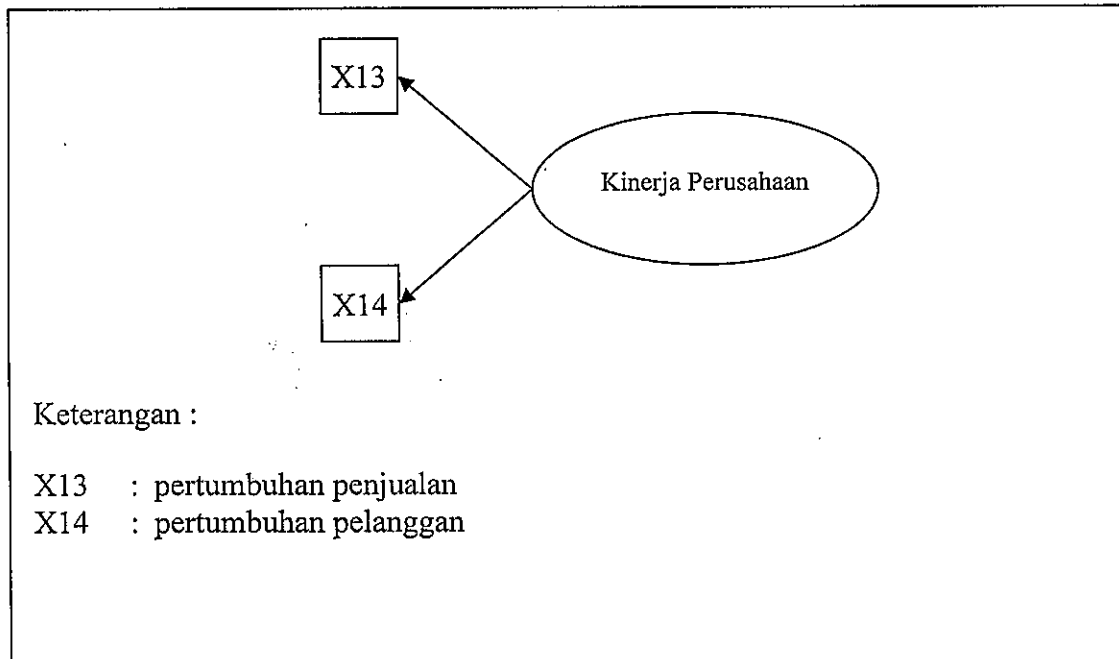 X13
Kinerja Perusahaan
X14
Keterangan :
X13 : pertumbuhan penjualan
X14 : pertumbuhan pelanggan